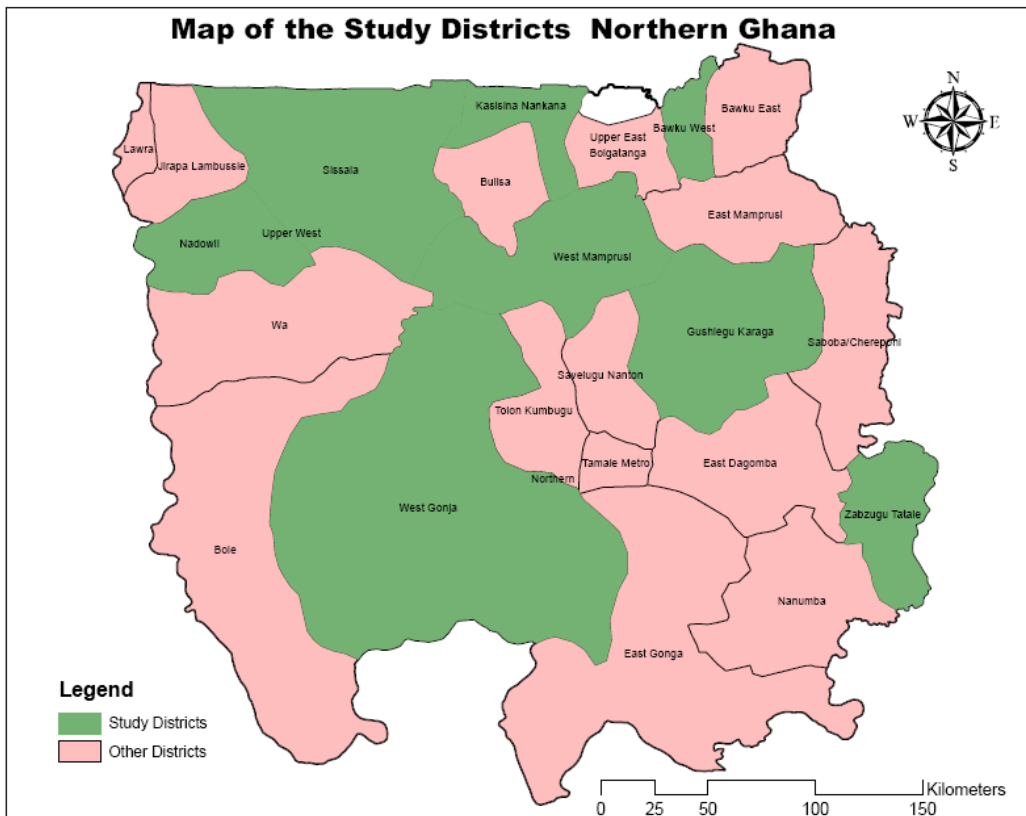 Map of the Study Districts Northern Ghana
N
W
E
S
Bawku East
Kasisina Nankana
Bawku West
Upper East
Bolgatanga
Lawra
Jirapa Lambussie
Sissala
Builsa
East Mamprusi
Nadowli
Upper West
West Mamprusi
Wa
Gushiegu Karaga
Saboba/Chereponi
Savelugu Nanton
Tolon Kumbugu
Tamale Metro
East Dagomba
Northern
West Gonja
Zabzugu Tatale
Bole
Nanumba
East Gonga
Legend
Study Districts
Other Districts
Kilometers
0 25 50 100 150